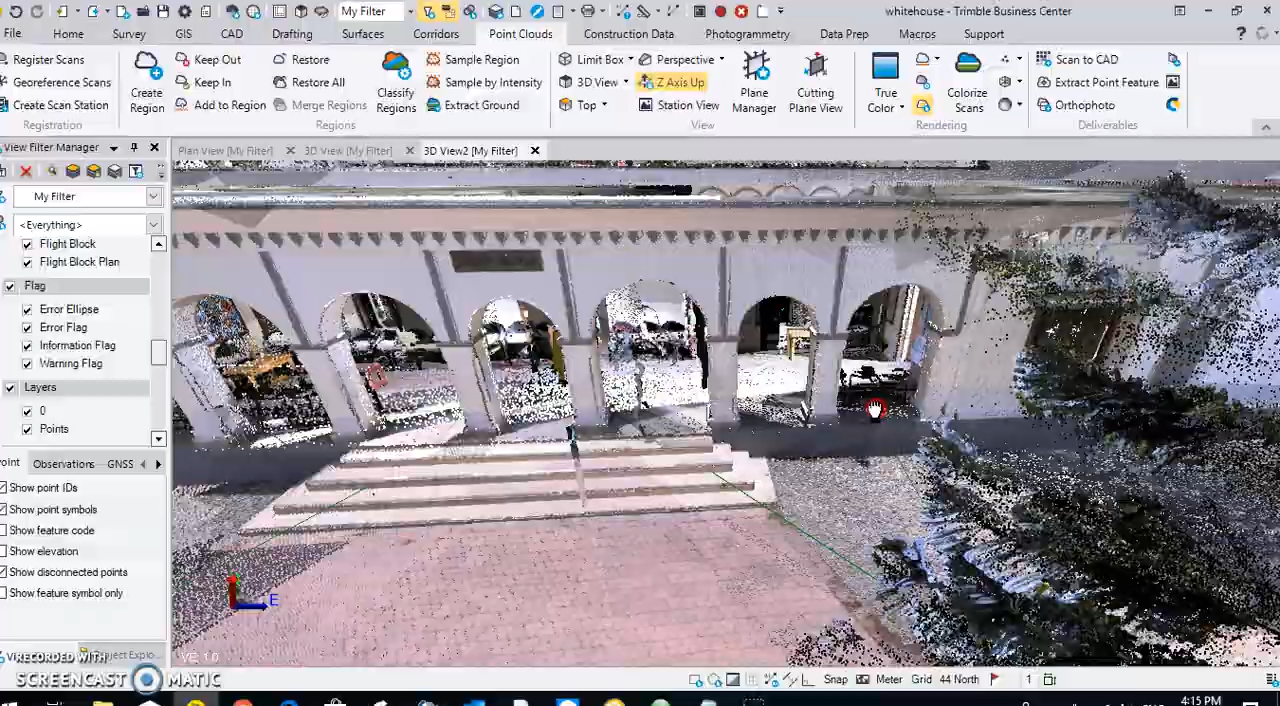 My Filter
whitehouse - Trimble Business Center
File Home Survey GIS CAD Drafting Surfaces Corridors Point Clouds Construction Data Photogrammetry Data Prep Macros Support
Register Scans
Georeference Scans
Create Scan Station
Registration
Create Region
Keep Out
Keep In
Add to Region
Restore
Restore All
Merge Regions
Classify Regions
Sample Region
Sample by Intensity
Extract Ground
Regions
Limit Box
3D View
Top
Perspective
Z Axis Up
Station View
Plane Manager
Cutting Plane View
View
True Color
Colorize Scans
Rendering
Scan to CAD
Extract Point Feature
Orthophoto
Deliverables
View Filter Manager
Plan View [My Filter]
3D View [My Filter]
3D View2 [My Filter]
My Filter
<Everything>
Flight Block
Flight Block Plan
Flag
Error Ellipse
Error Flag
Information Flag
Warning Flag
Layers
0
Points
oint Observations GNSS
Show point IDs
Show point symbols
Show feature code
Show elevation
Show disconnected points
Show feature symbol only
E
VE: 1.0
RECORDED WITH
SCREENCAST MATIC
Snap Meter Grid 44 North 1
4:15 PM